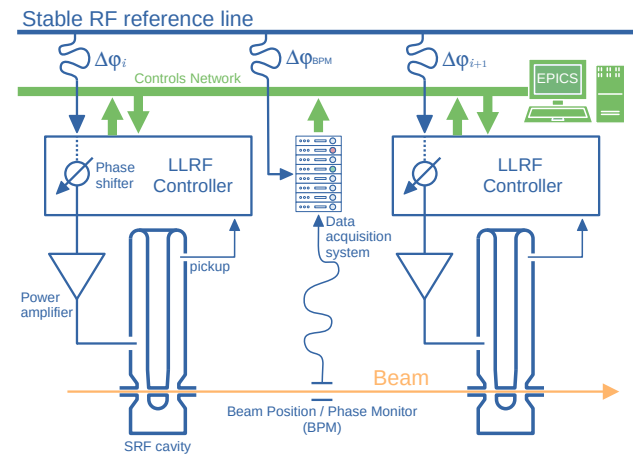 Stable RF reference line
Δφi
ΔφBPM
Δφi+1
Controls Network
EPICS
Phase
shifter
LLRF
Controller
LLRF
Controller
Data
acquisition
system
pickup
Power
amplifier
Beam
Beam Position / Phase Monitor
(BPM)
SRF cavity